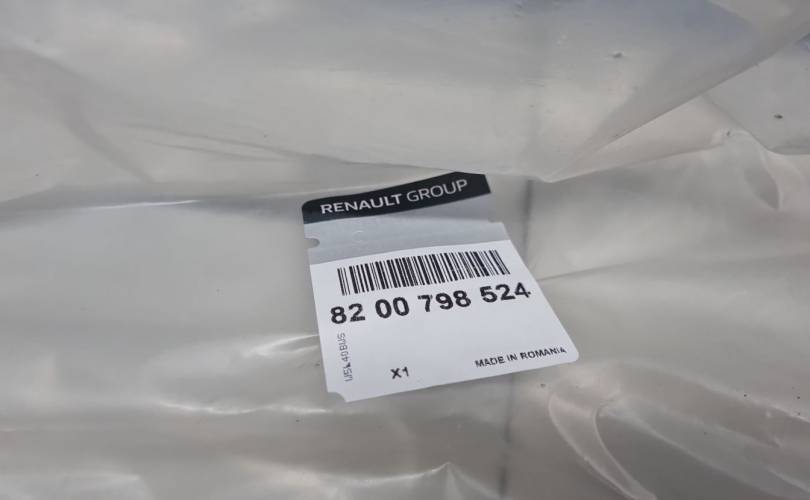 RENAULT GROUP
82 00 798 524
X1
MADE IN ROMANIA